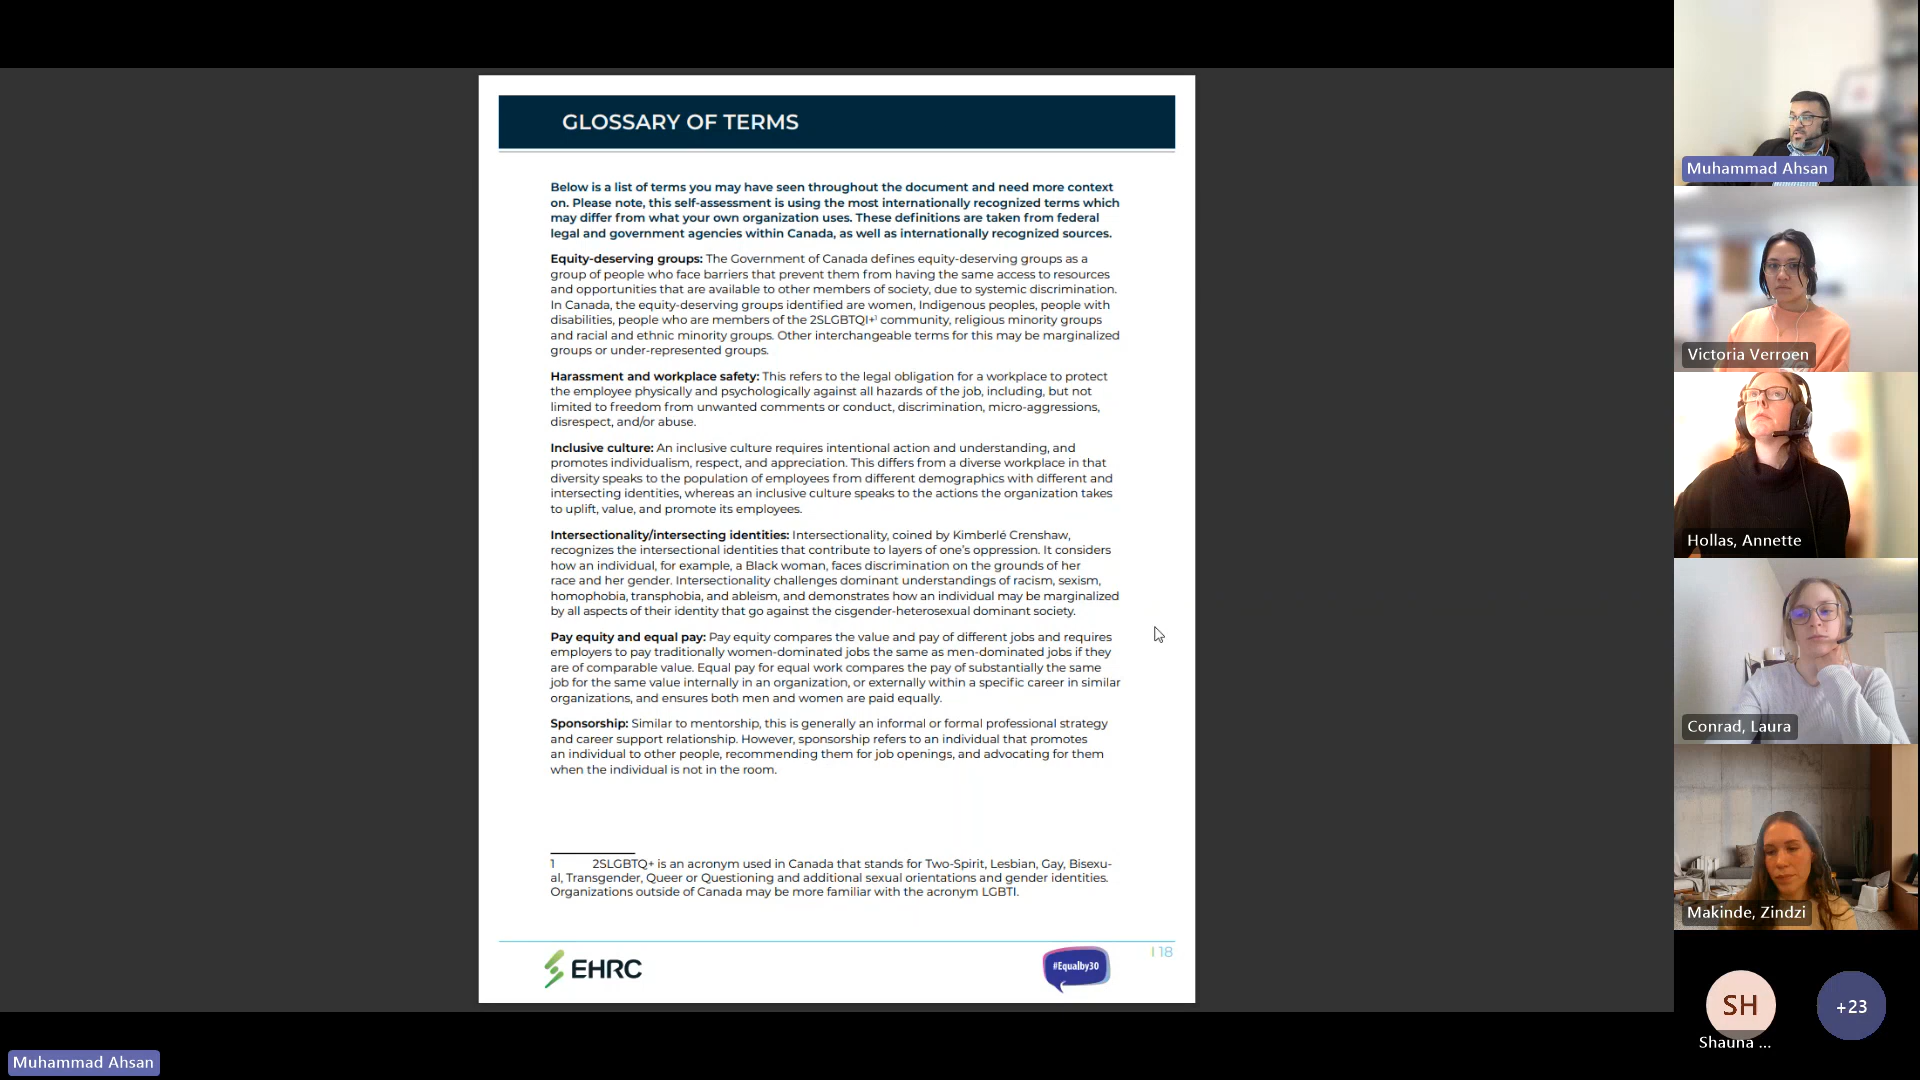 GLOSSARY OF TERMS
Below is a list of terms you may have seen throughout the document and need more context
on. Please note, this self-assessment is using the most internationally recognized terms which
may differ from what your own organization uses. These definitions are taken from federal
legal and government agencies within Canada, as well as internationally recognized sources.
Equity-deserving groups: The Government of Canada defines equity-deserving groups as a
group of people who face barriers that prevent them from having the same access to resources
and opportunities that are available to other members of society, due to systemic discrimination.
In Canada, the equity-deserving groups identified are women, Indigenous peoples, people with
disabilities, people who are members of the 2SLGBTQI+¹ community, religious minority groups
and racial and ethnic minority groups. Other interchangeable terms for this may be marginalized
groups or under-represented groups.
Harassment and workplace safety: This refers to the legal obligation for a workplace to protect
the employee physically and psychologically against all hazards of the job, including, but not
limited to freedom from unwanted comments or conduct, discrimination, micro-aggressions,
disrespect, and/or abuse.
Inclusive culture: An inclusive culture requires intentional action and understanding, and
promotes individualism, respect, and appreciation. This differs from a diverse workplace in that
diversity speaks to the population of employees from different demographics with different and
intersecting identities, whereas an inclusive culture speaks to the actions the organization takes
to uplift, value, and promote its employees.
Intersectionality/intersecting identities: Intersectionality, coined by Kimberlé Crenshaw,
recognizes the intersectional identities that contribute to layers of one's oppression. It considers
how an individual, for example, a Black woman, faces discrimination on the grounds of her
race and her gender. Intersectionality challenges dominant understandings of racism, sexism,
homophobia, transphobia, and ableism, and demonstrates how an individual may be marginalized
by all aspects of their identity that go against the cisgender-heterosexual dominant society.
Pay equity and equal pay: Pay equity compares the value and pay of different jobs and requires
employers to pay traditionally women-dominated jobs the same as men-dominated jobs if they
are of comparable value. Equal pay for equal work compares the pay of substantially the same
job for the same value internally in an organization, or externally within a specific career in similar
organizations, and ensures both men and women are paid equally.
Sponsorship: Similar to mentorship, this is generally an informal or formal professional strategy
and career support relationship. However, sponsorship refers to an individual that promotes
an individual to other people, recommending them for job openings, and advocating for them
when the individual is not in the room.
1 2SLGBTQ+ is an acronym used in Canada that stands for Two-Spirit, Lesbian, Gay, Bisexu-
al, Transgender, Queer or Questioning and additional sexual orientations and gender identities.
Organizations outside of Canada may be more familiar with the acronym LGBTI.
EHRC
#Equalby30
| 18
Muhammad Ahsan
Victoria Verroen
Hollas, Annette
Conrad, Laura
Makinde, Zindzi
SH
Shauna ...
+23
Muhammad Ahsan